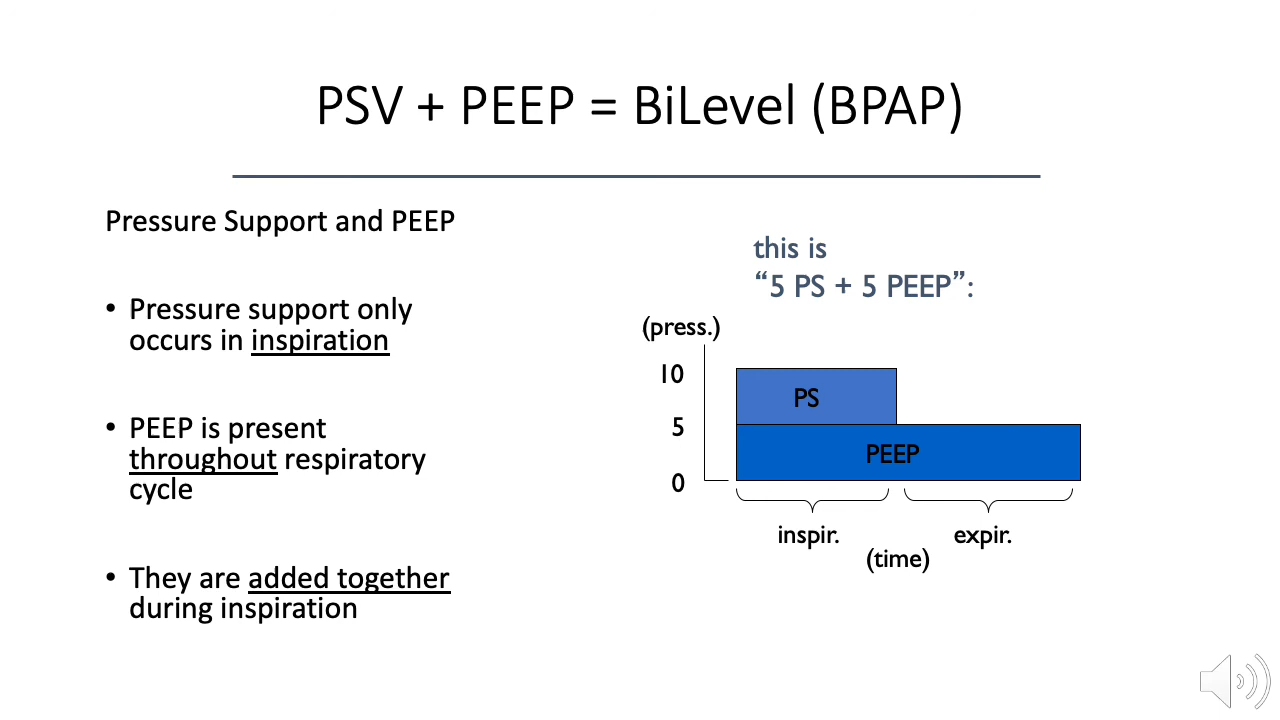 PSV + PEEP = BiLevel (BPAP)
Pressure Support and PEEP
• Pressure support only
occurs in inspiration
• PEEP is present
throughout respiratory
cycle
• They are added together
during inspiration
this is
“5 PS + 5 PEEP”:
(press.)
10
5
0
PS
PEEP
inspir.
expir.
(time)